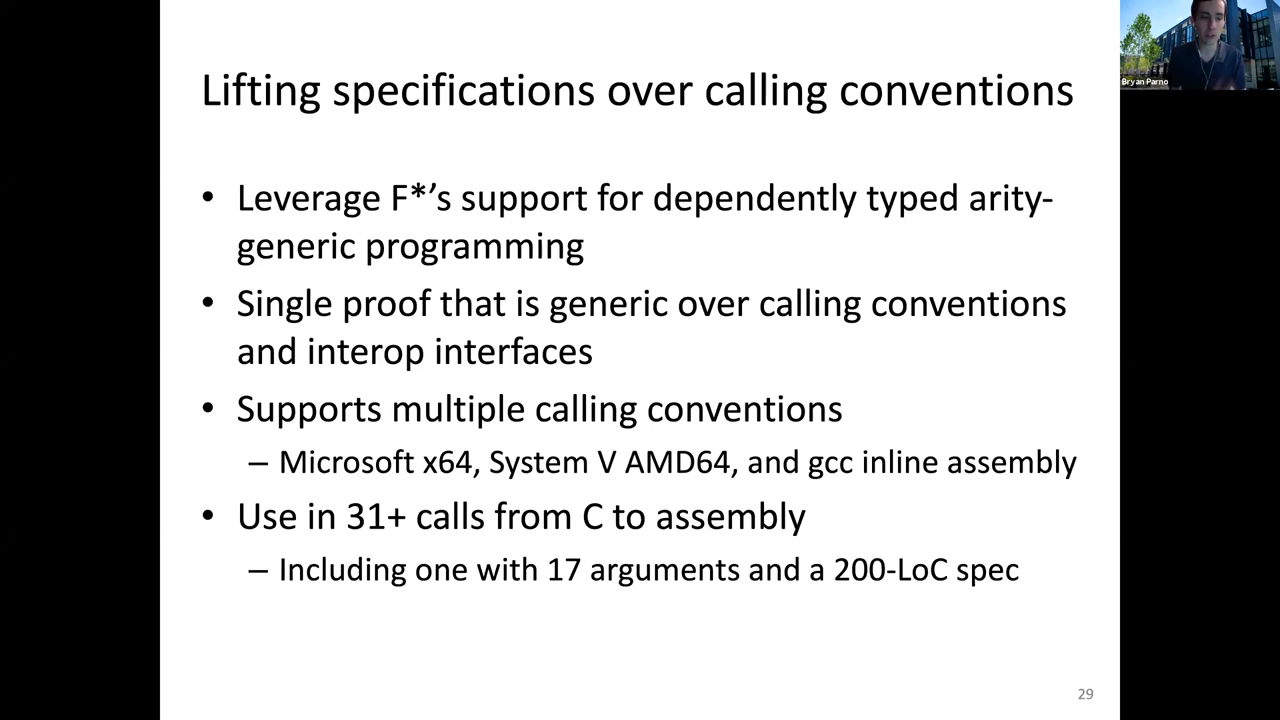 Lifting specifications over calling conventions
Bryan Parno
• Leverage F*’s support for dependently typed arity-
generic programming
• Single proof that is generic over calling conventions
and interop interfaces
• Supports multiple calling conventions
– Microsoft x64, System V AMD64, and gcc inline assembly
• Use in 31+ calls from C to assembly
– Including one with 17 arguments and a 200-LoC spec
29